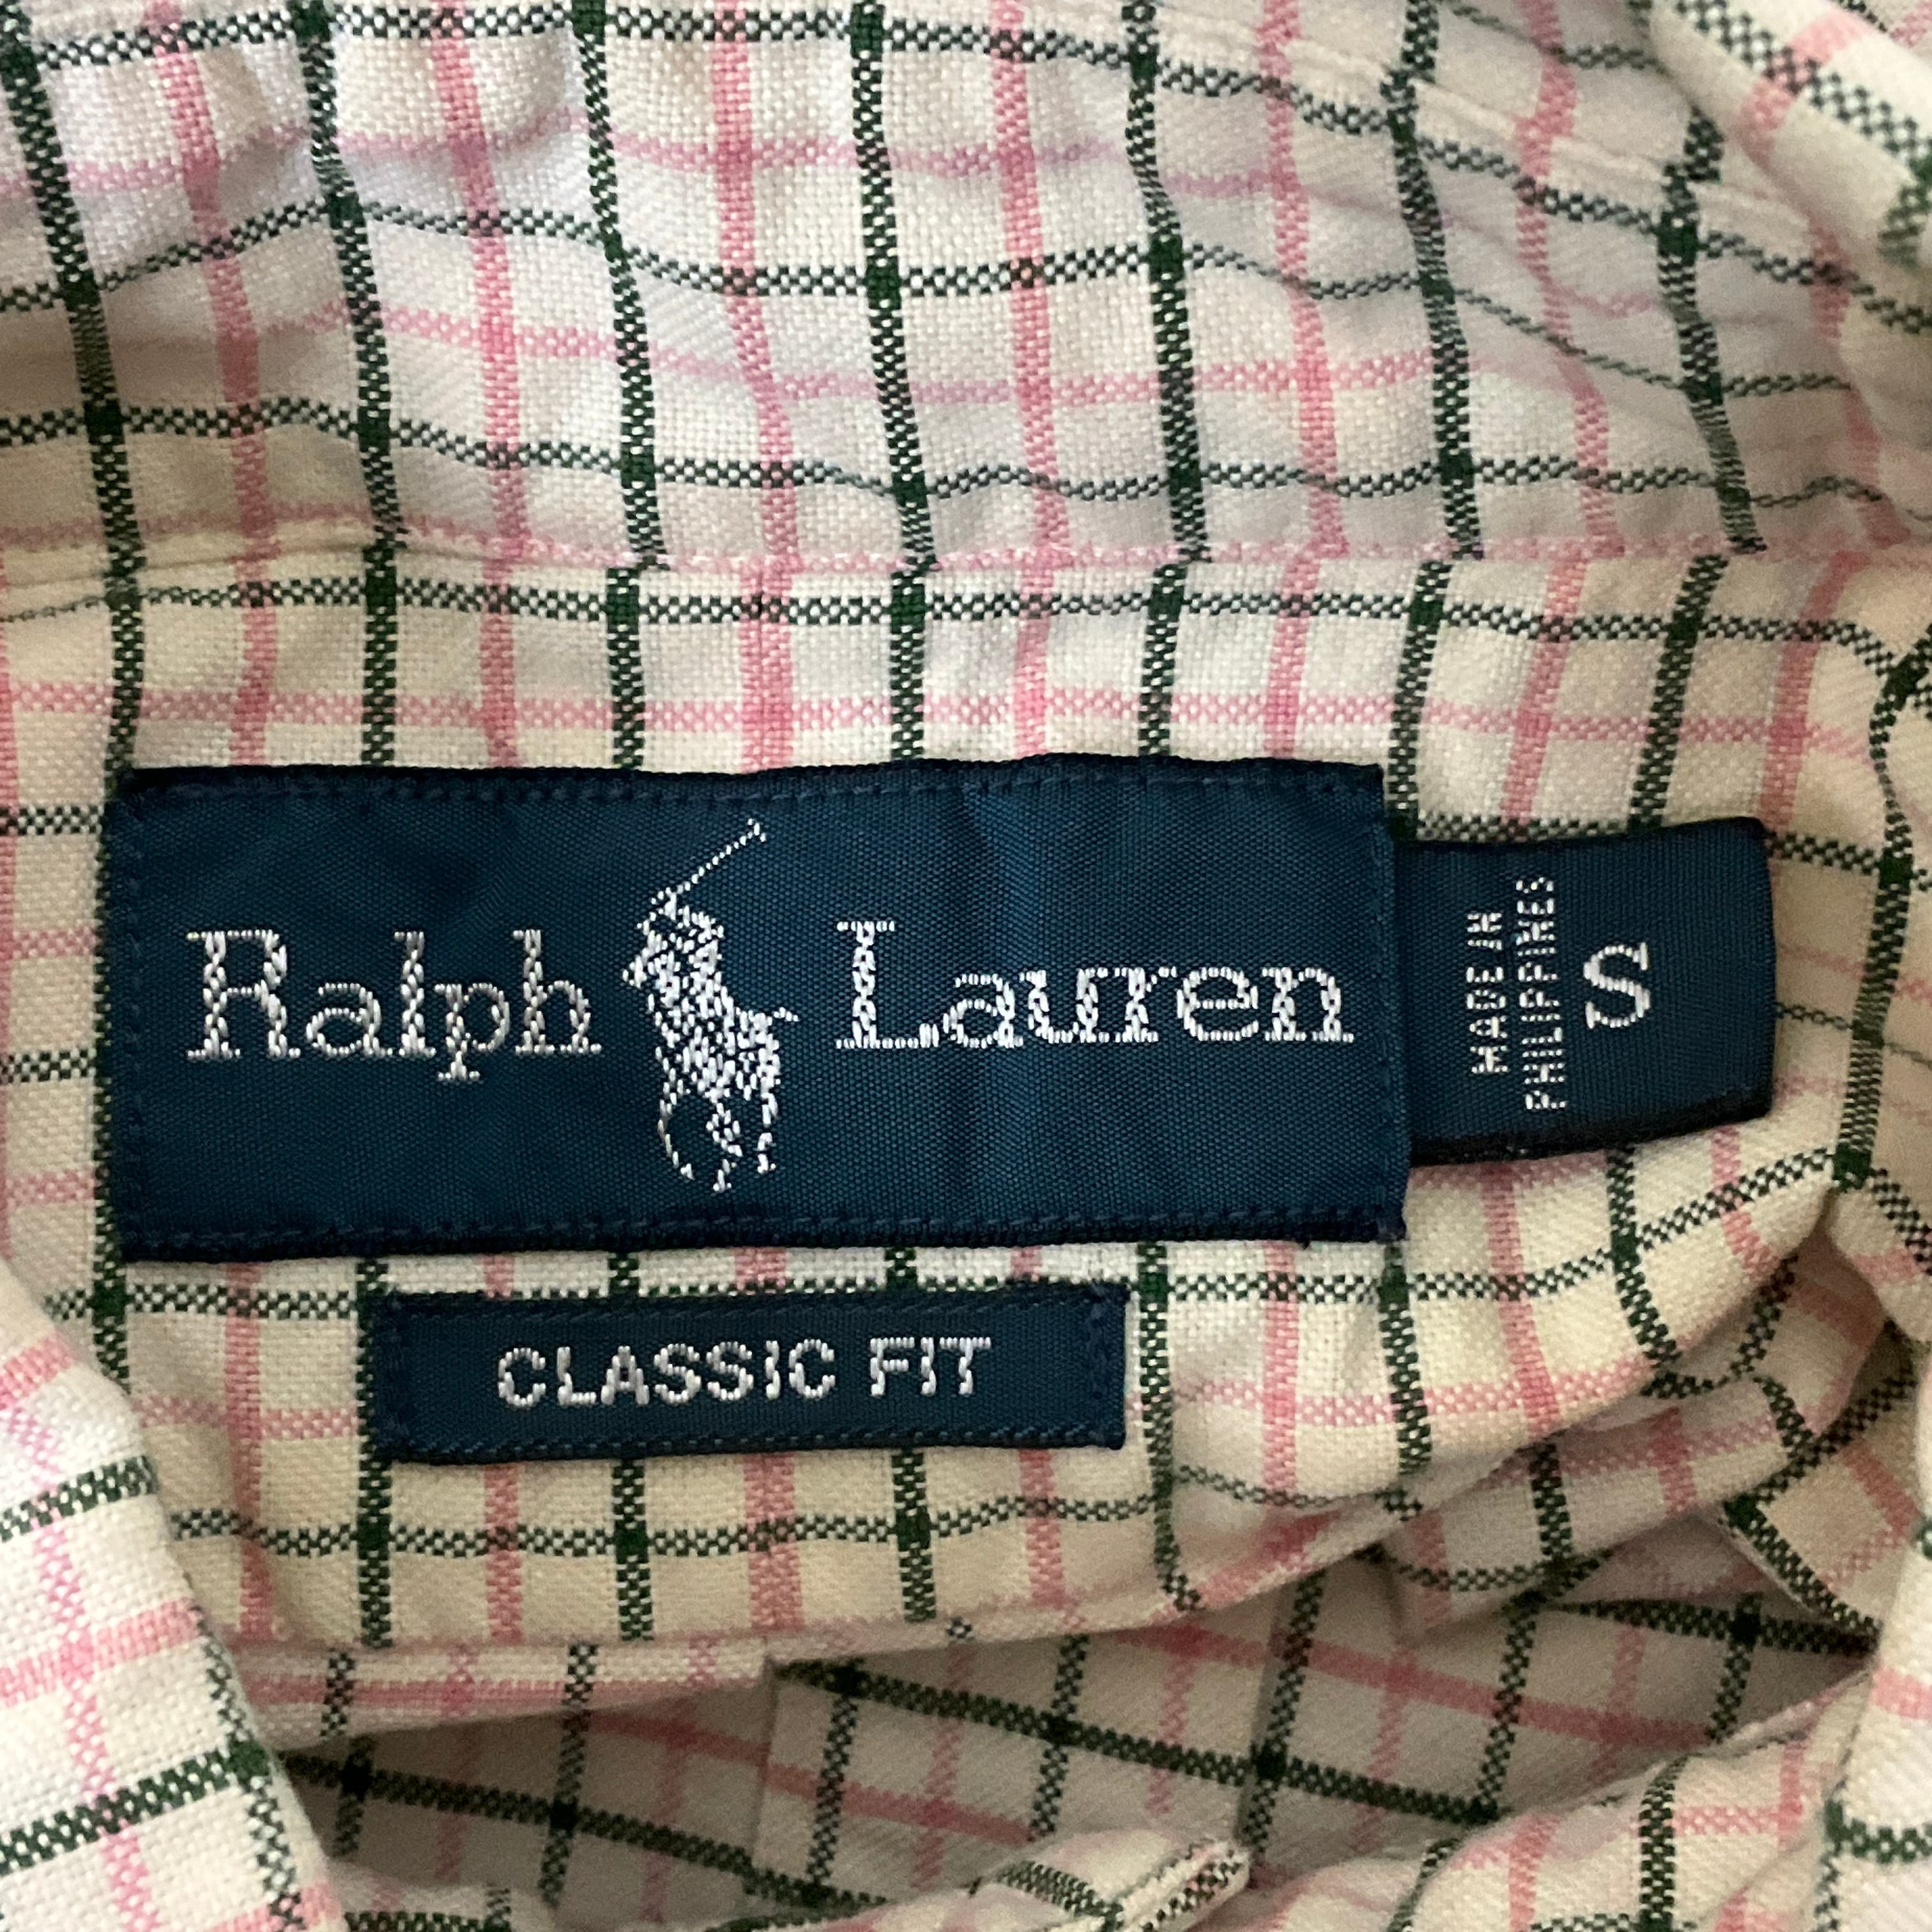 Ralph Lauren
MADE IN
PHILIPPINES
S
CLASSIC FIT